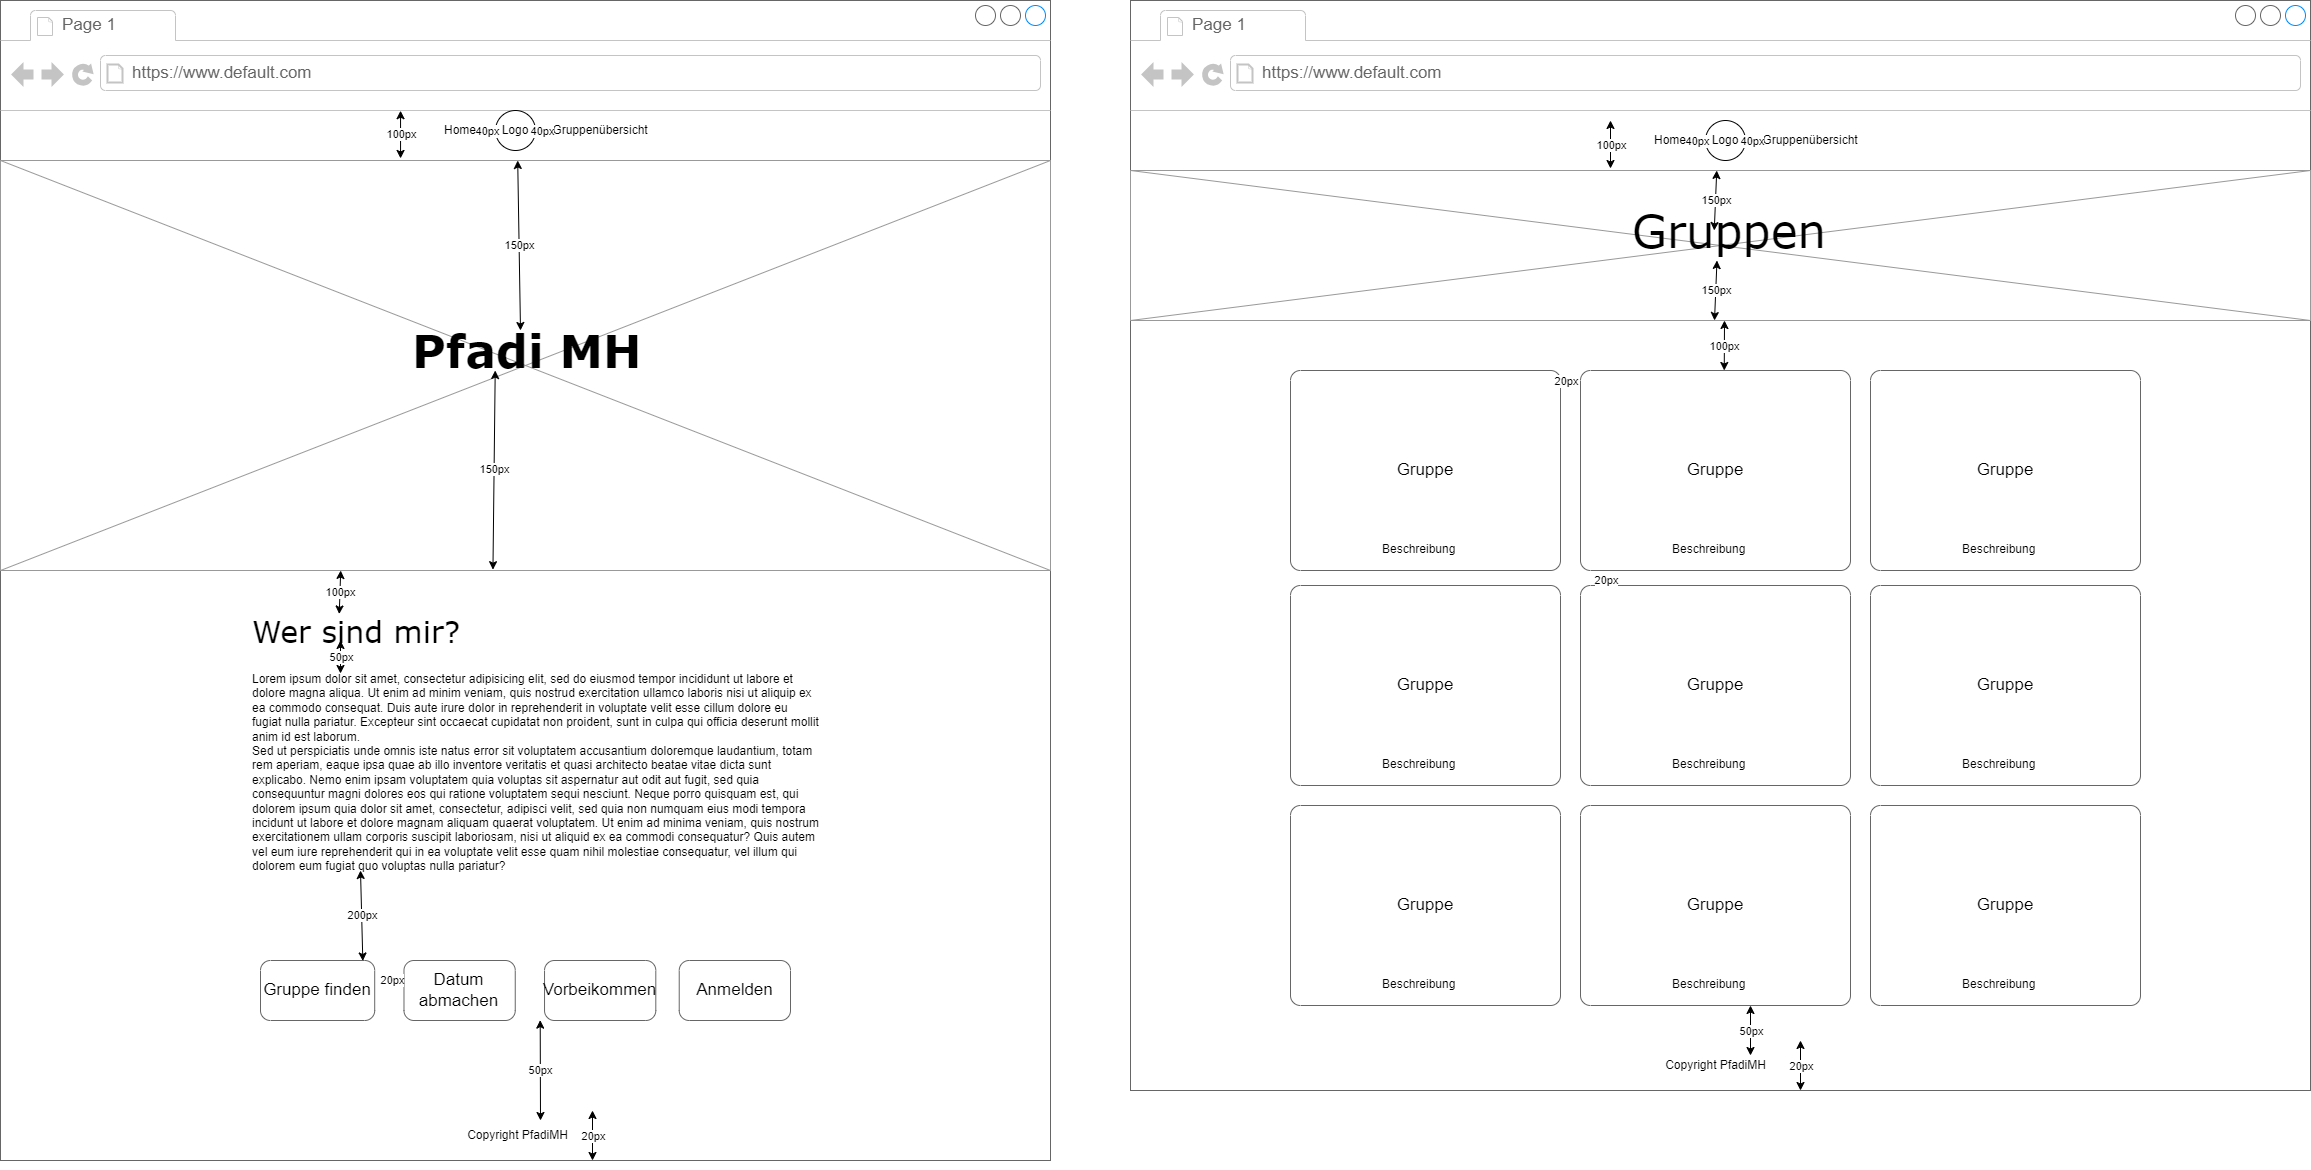 Page 1
https://www.default.com
100px
Home 40px Logo 40px Gruppenübersicht
150px
Pfadi MH
150px
100px
Wer sind mir?
50px
Lorem ipsum dolor sit amet, consectetur adipisicing elit, sed do eiusmod tempor incididunt ut labore et
dolore magna aliqua. Ut enim ad minim veniam, quis nostrud exercitation ullamco laboris nisi ut aliquip ex
ea commodo consequat. Duis aute irure dolor in reprehenderit in voluptate velit esse cillum dolore eu
fugiat nulla pariatur. Excepteur sint occaecat cupidatat non proident, sunt in culpa qui officia deserunt mollit
anim id est laborum.
Sed ut perspiciatis unde omnis iste natus error sit voluptatem accusantium doloremque laudantium, totam
rem aperiam, eaque ipsa quae ab illo inventore veritatis et quasi architecto beatae vitae dicta sunt
explicabo. Nemo enim ipsam voluptatem quia voluptas sit aspernatur aut odit aut fugit, sed quia
consequuntur magni dolores eos qui ratione voluptatem sequi nesciunt. Neque porro quisquam est, qui
dolorem ipsum quia dolor sit amet, consectetur, adipisci velit, sed quia non numquam eius modi tempora
incidunt ut labore et dolore magnam aliquam quaerat voluptatem. Ut enim ad minima veniam, quis nostrum
exercitationem ullam corporis suscipit laboriosam, nisi ut aliquid ex ea commodi consequatur? Quis autem
vel eum iure reprehenderit qui in ea voluptate velit esse quam nihil molestiae consequatur, vel illum qui
dolorem eum fugiat quo voluptas nulla pariatur?
200px
Gruppe finden
20px
Datum
abmachen
Vorbeikommen
Anmelden
50px
Copyright PfadiMH
20px
Page 1
https://www.default.com
100px
Home 40px Logo 40px Gruppenübersicht
150px
Gruppen
150px
100px
20px
Gruppe
Gruppe
Gruppe
Beschreibung
Beschreibung
Beschreibung
20px
Gruppe
Gruppe
Gruppe
Beschreibung
Beschreibung
Beschreibung
Gruppe
Gruppe
Gruppe
Beschreibung
Beschreibung
Beschreibung
50px
Copyright PfadiMH
20px